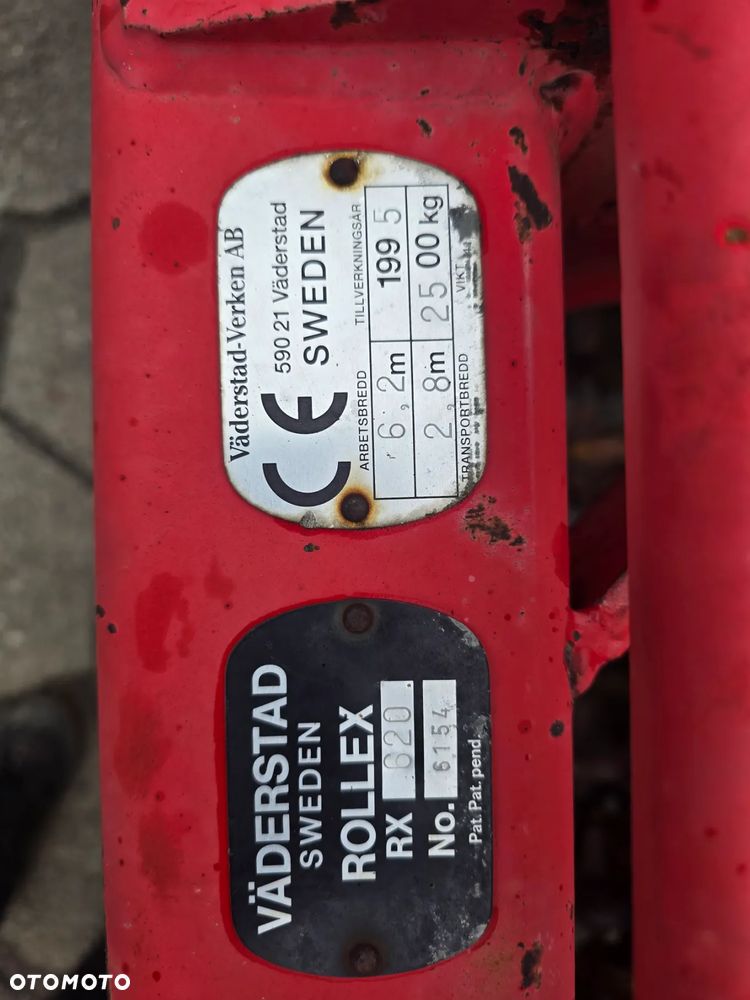 Väderstad-Verken AB
590 21 Väderstad
CE SWEDEN
ARBETSBREDD TILLVERKNINGSÅR
6,2m 1995
2,8m 2500 kg
TRANSPORTBREDD VIKT
VÄDERSTAD
SWEDEN
ROLLEX
RX 620
No. 6154
Pat. Pat. pend.
OTOMOTO